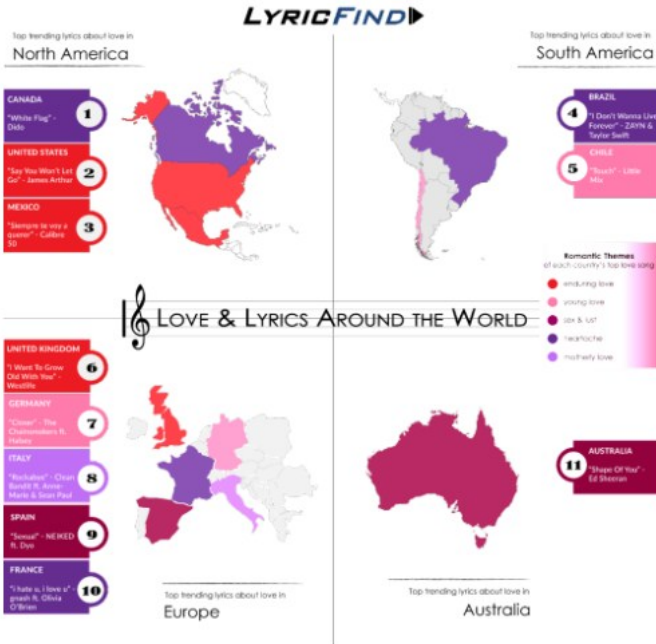 LYRICFIND
Top trending lyrics about love in
North America
CANADA
1
"White Flag" -
Dido
UNITED STATES
2
"Say You Won't Let
Go" - James Arthur
MEXICO
3
"Siempre te voy a
querer" - Calibre
50
Top trending lyrics about love in
South America
BRAZIL
4
"I Don't Wanna Live
Forever" - ZAYN &
Taylor Swift
CHILE
5
"Touch" - Little
Mix
Romantic Themes
of each country's top love song
enduring love
young love
sex & lust
heartache
motherly love
LOVE & LYRICS AROUND THE WORLD
UNITED KINGDOM
6
"I Want To Grow
Old With You" -
Westlife
GERMANY
7
"Closer" - The
Chainsmokers ft.
Halsey
ITALY
8
"Rockabye" - Clean
Bandit ft. Anne-
Marie & Sean Paul
SPAIN
9
"Sexual" - NEIKED
ft. Dyo
FRANCE
10
"i hate u, i love u" -
gnash ft. Olivia
O'Brien
Top trending lyrics about love in
Europe
AUSTRALIA
11
"Shape Of You" -
Ed Sheeran
Top trending lyrics about love in
Australia